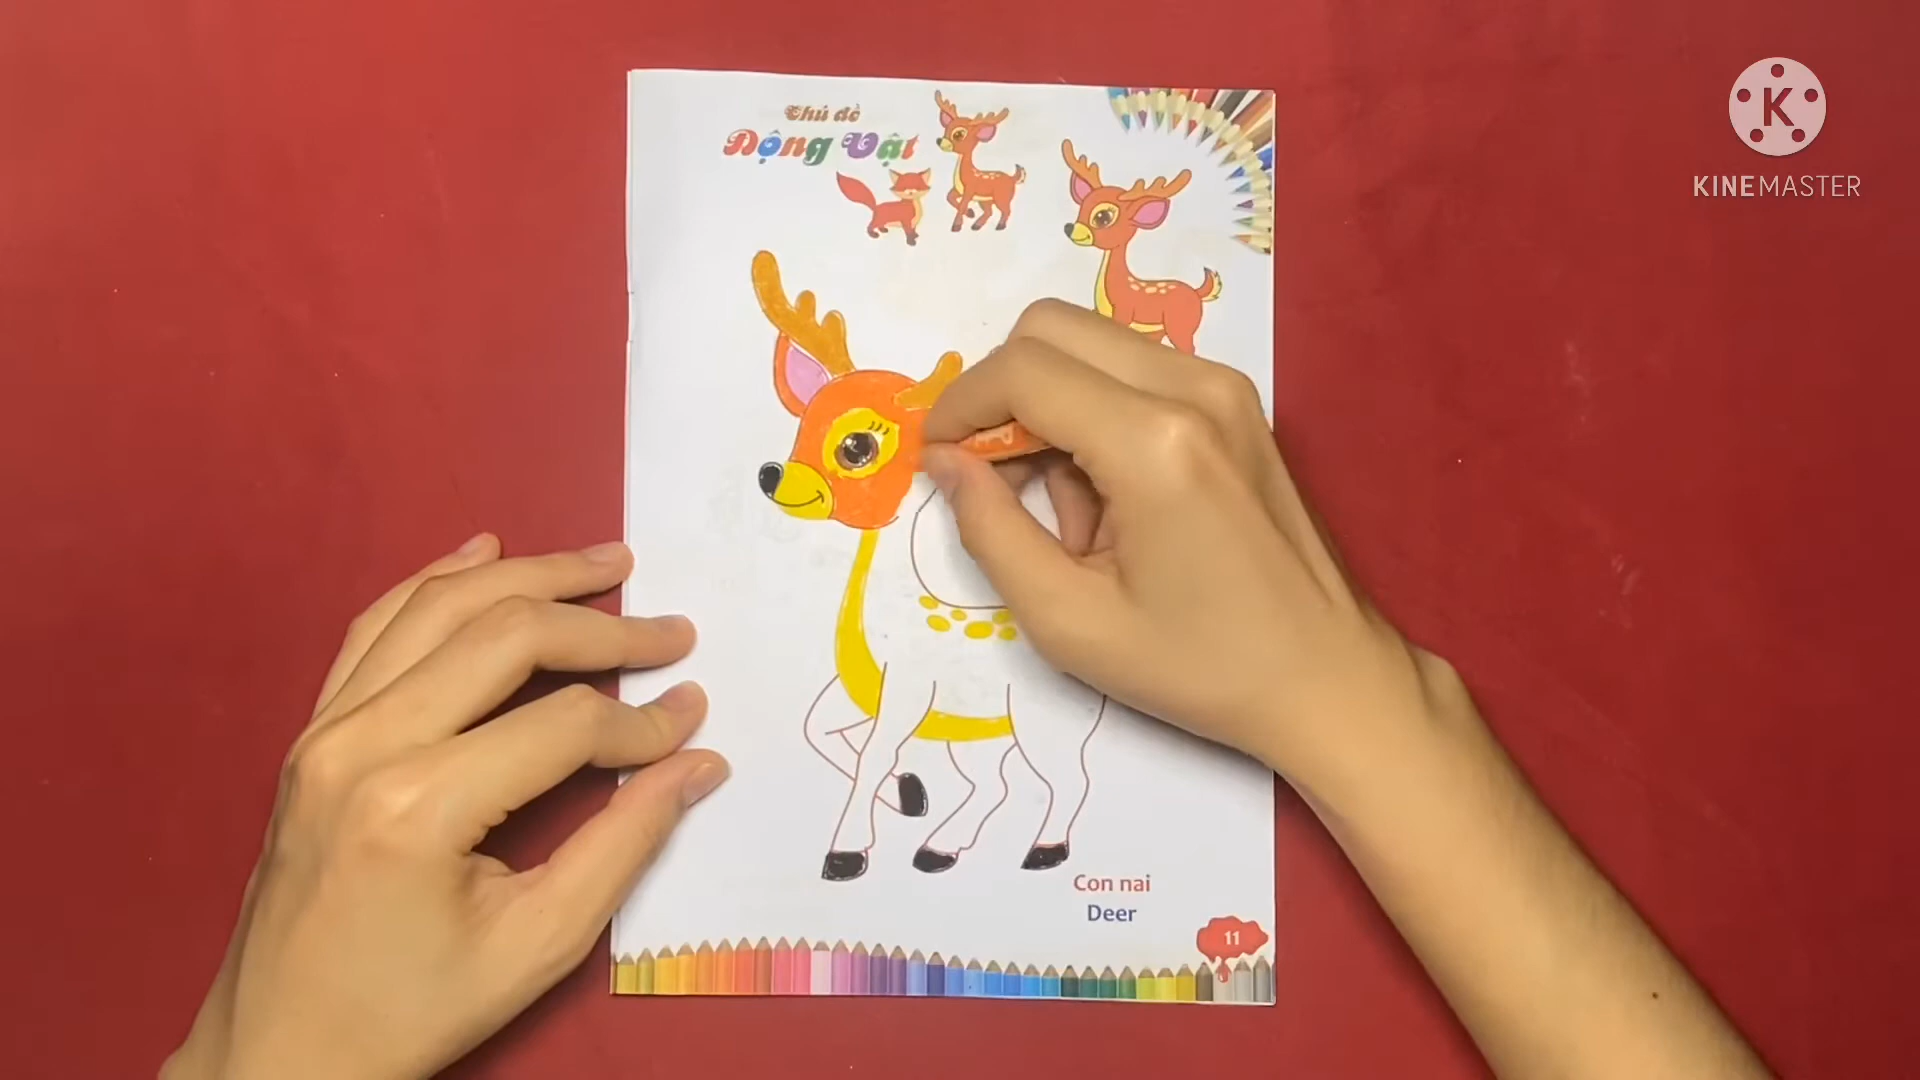 Chủ đề
Động Vật
K
KINEMASTER
Con nai
Deer
11